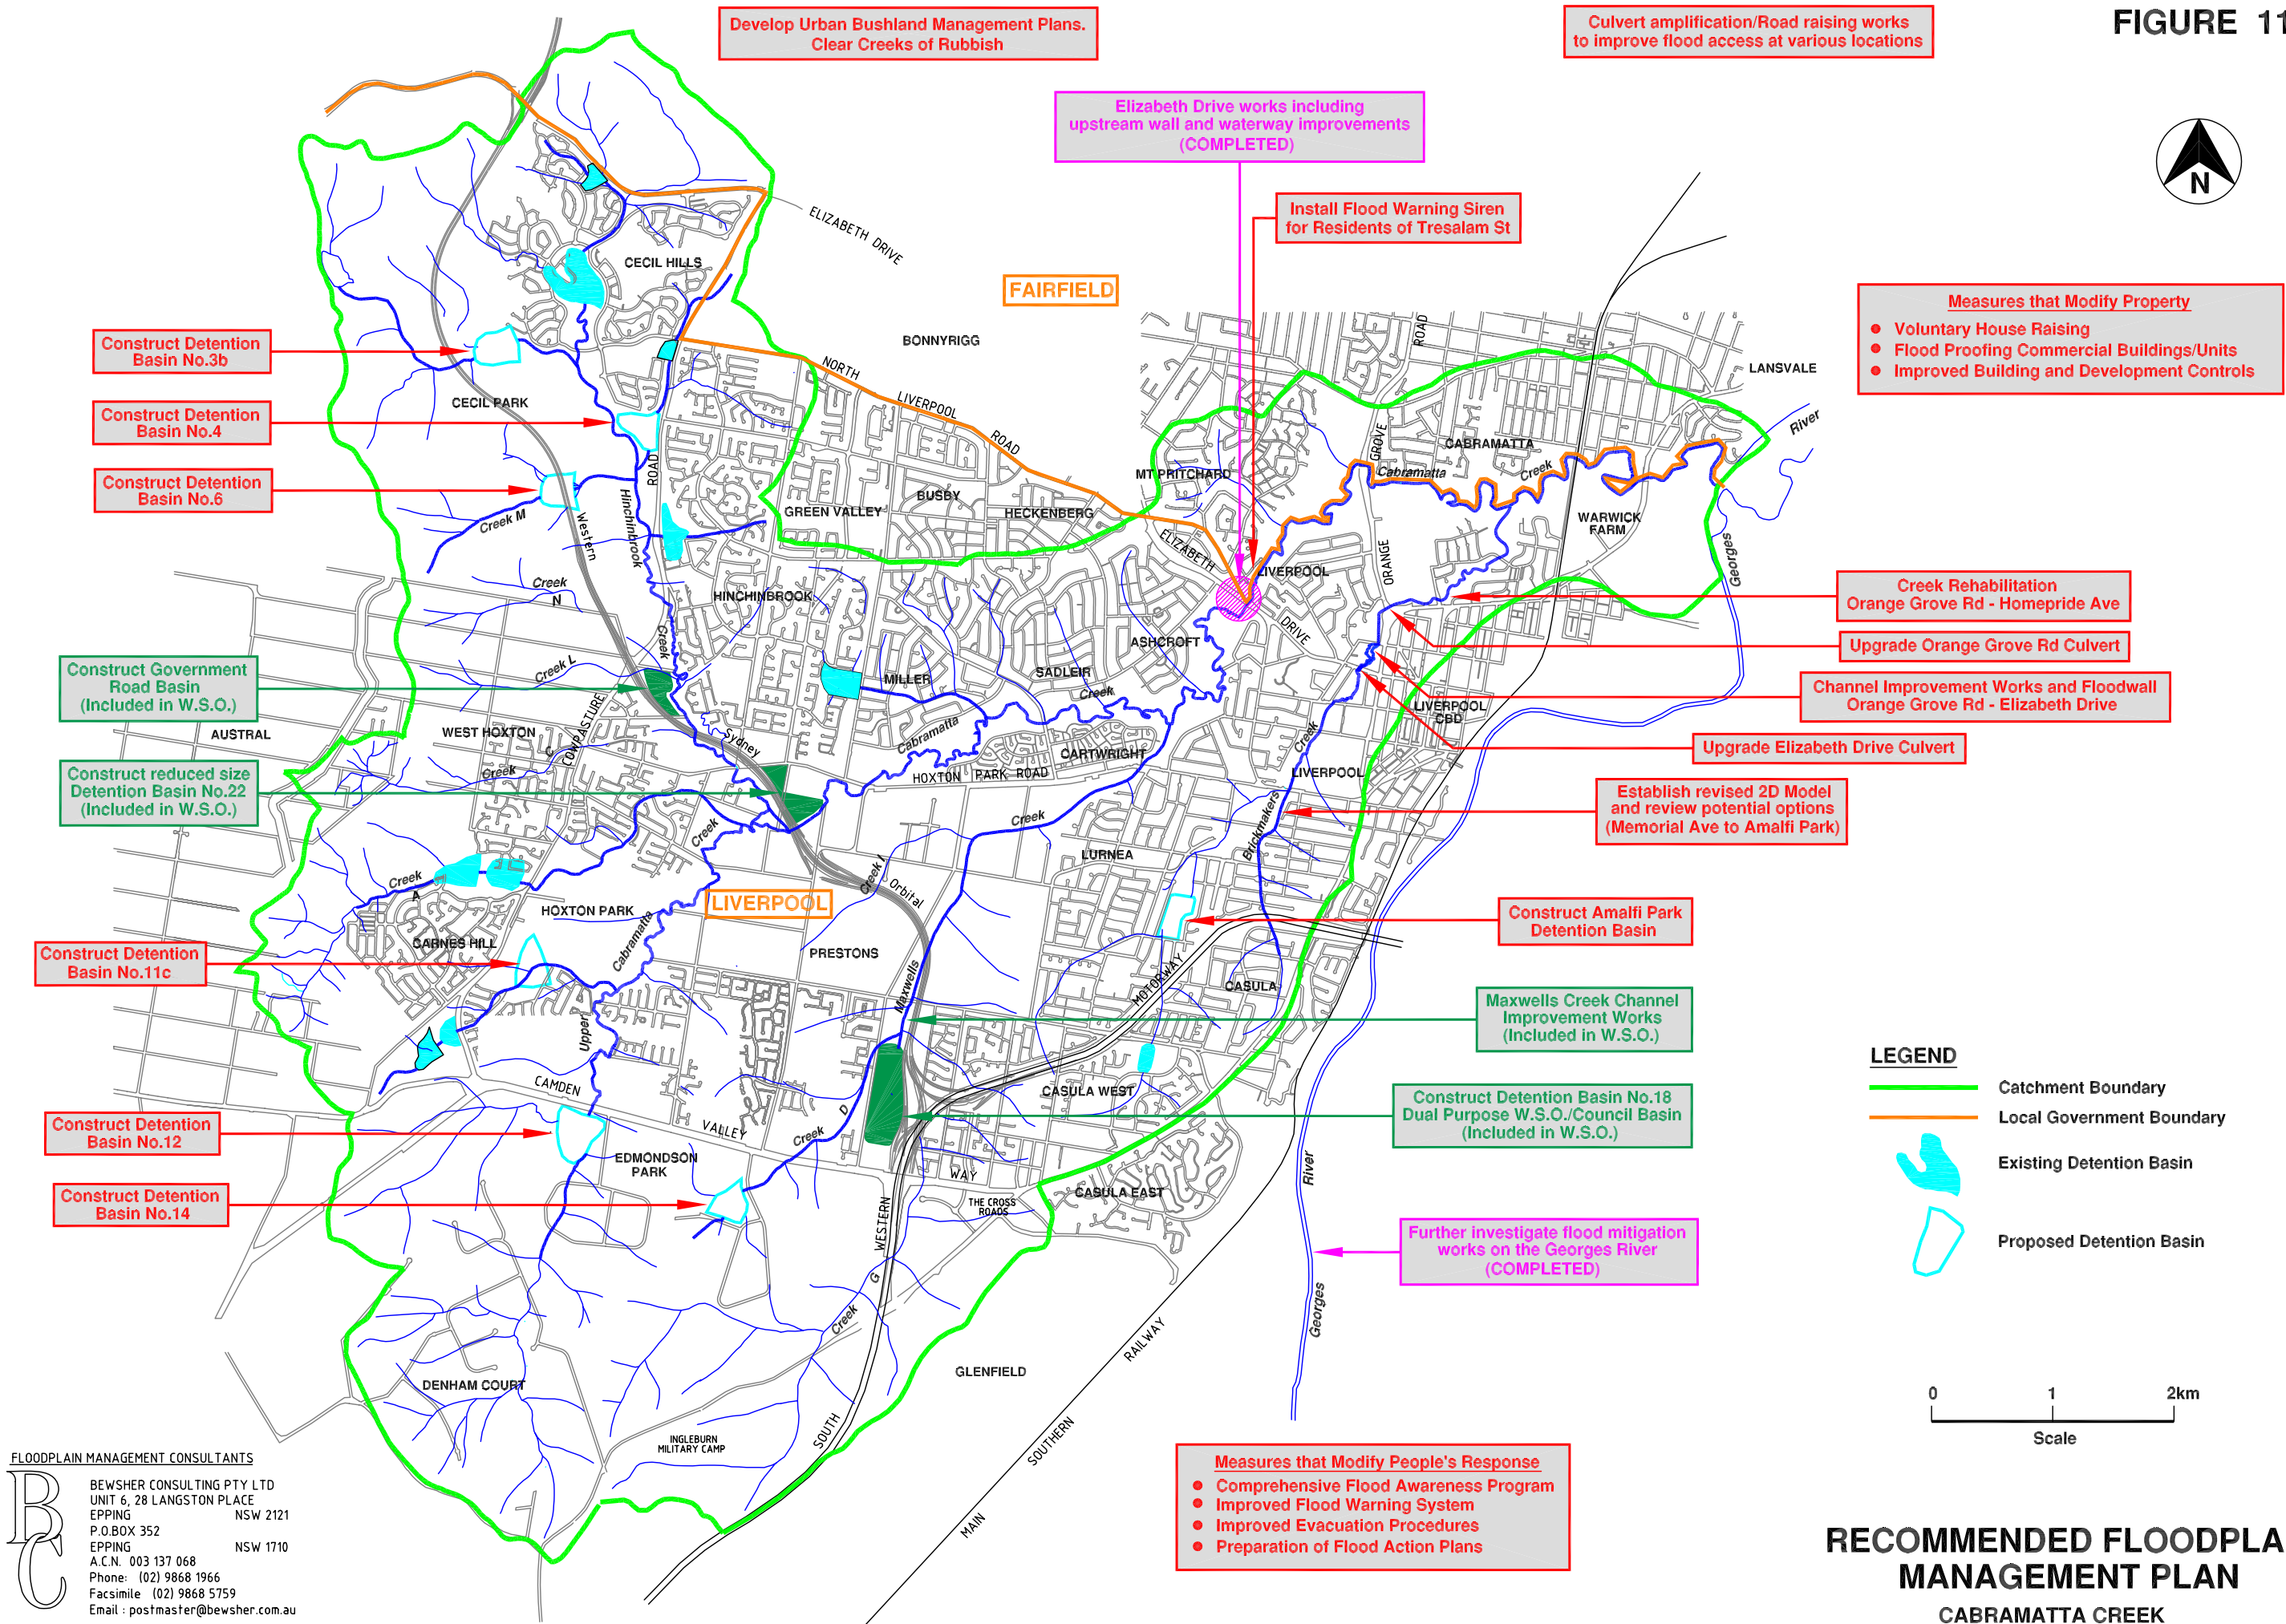 FIGURE 11
Develop Urban Bushland Management Plans.
Clear Creeks of Rubbish
Culvert amplification/Road raising works
to improve flood access at various locations
Elizabeth Drive works including
upstream wall and waterway improvements
(COMPLETED)
N
Install Flood Warning Siren
for Residents of Tresalam St
ELIZABETH DRIVE
CECIL HILLS
FAIRFIELD
Measures that Modify Property
Voluntary House Raising
Flood Proofing Commercial Buildings/Units
Improved Building and Development Controls
Construct Detention
Basin No.3b
BONNYRIGG
ROAD
LANSVALE
NORTH
LIVERPOOL
ROAD
CECIL PARK
Construct Detention
Basin No.4
River
GROVE
CABRAMATTA
Cabramatta
Creek
MT PRITCHARD
ROAD
Construct Detention
Basin No.6
Hinchinbrook
Creek M
Western
BUSBY
GREEN VALLEY
HECKENBERG
WARWICK
FARM
ELIZABETH
ORANGE
Georges
LIVERPOOL
Creek
N
HINCHINBROOK
Creek Rehabilitation
Orange Grove Rd - Homepride Ave
DRIVE
Creek
ASHCROFT
Upgrade Orange Grove Rd Culvert
Construct Government
Road Basin
(Included in W.S.O.)
Creek L
MILLER
SADLEIR
Creek
Channel Improvement Works and Floodwall
Orange Grove Rd - Elizabeth Drive
LIVERPOOL
CBD
AUSTRAL
WEST HOXTON
COWPASTURE
Sydney
Cabramatta
Creek
Upgrade Elizabeth Drive Culvert
CARTWRIGHT
Construct reduced size
Detention Basin No.22
(Included in W.S.O.)
Creek
C
HOXTON PARK ROAD
LIVERPOOL
Establish revised 2D Model
and review potential options
(Memorial Ave to Amalfi Park)
Creek
Creek
Brickmakers
LURNEA
Creek
A
Creek I
Orbital
LIVERPOOL
HOXTON PARK
Construct Amalfi Park
Detention Basin
CARNES HILL
Cabramatta
Construct Detention
Basin No.11c
PRESTONS
Maxwells
MOTORWAY
CASULA
Maxwells Creek Channel
Improvement Works
(Included in W.S.O.)
Upper
LEGEND
Catchment Boundary
Local Government Boundary
Existing Detention Basin
Proposed Detention Basin
CAMDEN
CASULA WEST
Construct Detention Basin No.18
Dual Purpose W.S.O./Council Basin
(Included in W.S.O.)
Construct Detention
Basin No.12
VALLEY
D
Creek
EDMONDSON
PARK
WAY
River
Construct Detention
Basin No.14
CASULA EAST
THE CROSS
ROADS
WESTERN
Further investigate flood mitigation
works on the Georges River
(COMPLETED)
G
Creek
Georges
RAILWAY
GLENFIELD
DENHAM COURT
0 1 2km
Scale
SOUTH
SOUTHERN
INGLEBURN
MILITARY CAMP
MAIN
Measures that Modify People's Response
Comprehensive Flood Awareness Program
Improved Flood Warning System
Improved Evacuation Procedures
Preparation of Flood Action Plans
FLOODPLAIN MANAGEMENT CONSULTANTS
BC
BEWSHER CONSULTING PTY LTD
UNIT 6, 28 LANGSTON PLACE
EPPING NSW 2121
P.O.BOX 352
EPPING NSW 1710
A.C.N. 003 137 068
Phone: (02) 9868 1966
Facsimile (02) 9868 5759
Email : postmaster@bewsher.com.au
RECOMMENDED FLOODPLA
MANAGEMENT PLAN
CABRAMATTA CREEK